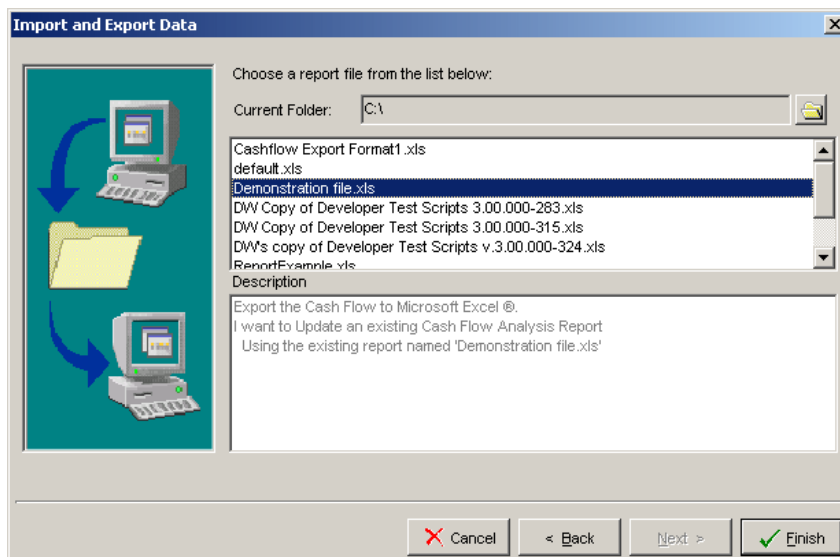 Import and Export Data
Choose a report file from the list below:
Current Folder: C:\
Cashflow Export Format1.xls
default.xls
Demonstration file.xls
DW Copy of Developer Test Scripts 3.00.000-283.xls
DW Copy of Developer Test Scripts 3.00.000-315.xls
DW's copy of Developer Test Scripts v.3.00.000-324.xls
ReportExample.xls
Description
Export the Cash Flow to Microsoft Excel ®.
I want to Update an existing Cash Flow Analysis Report
Using the existing report named 'Demonstration file.xls'
Cancel < Back Next > Finish